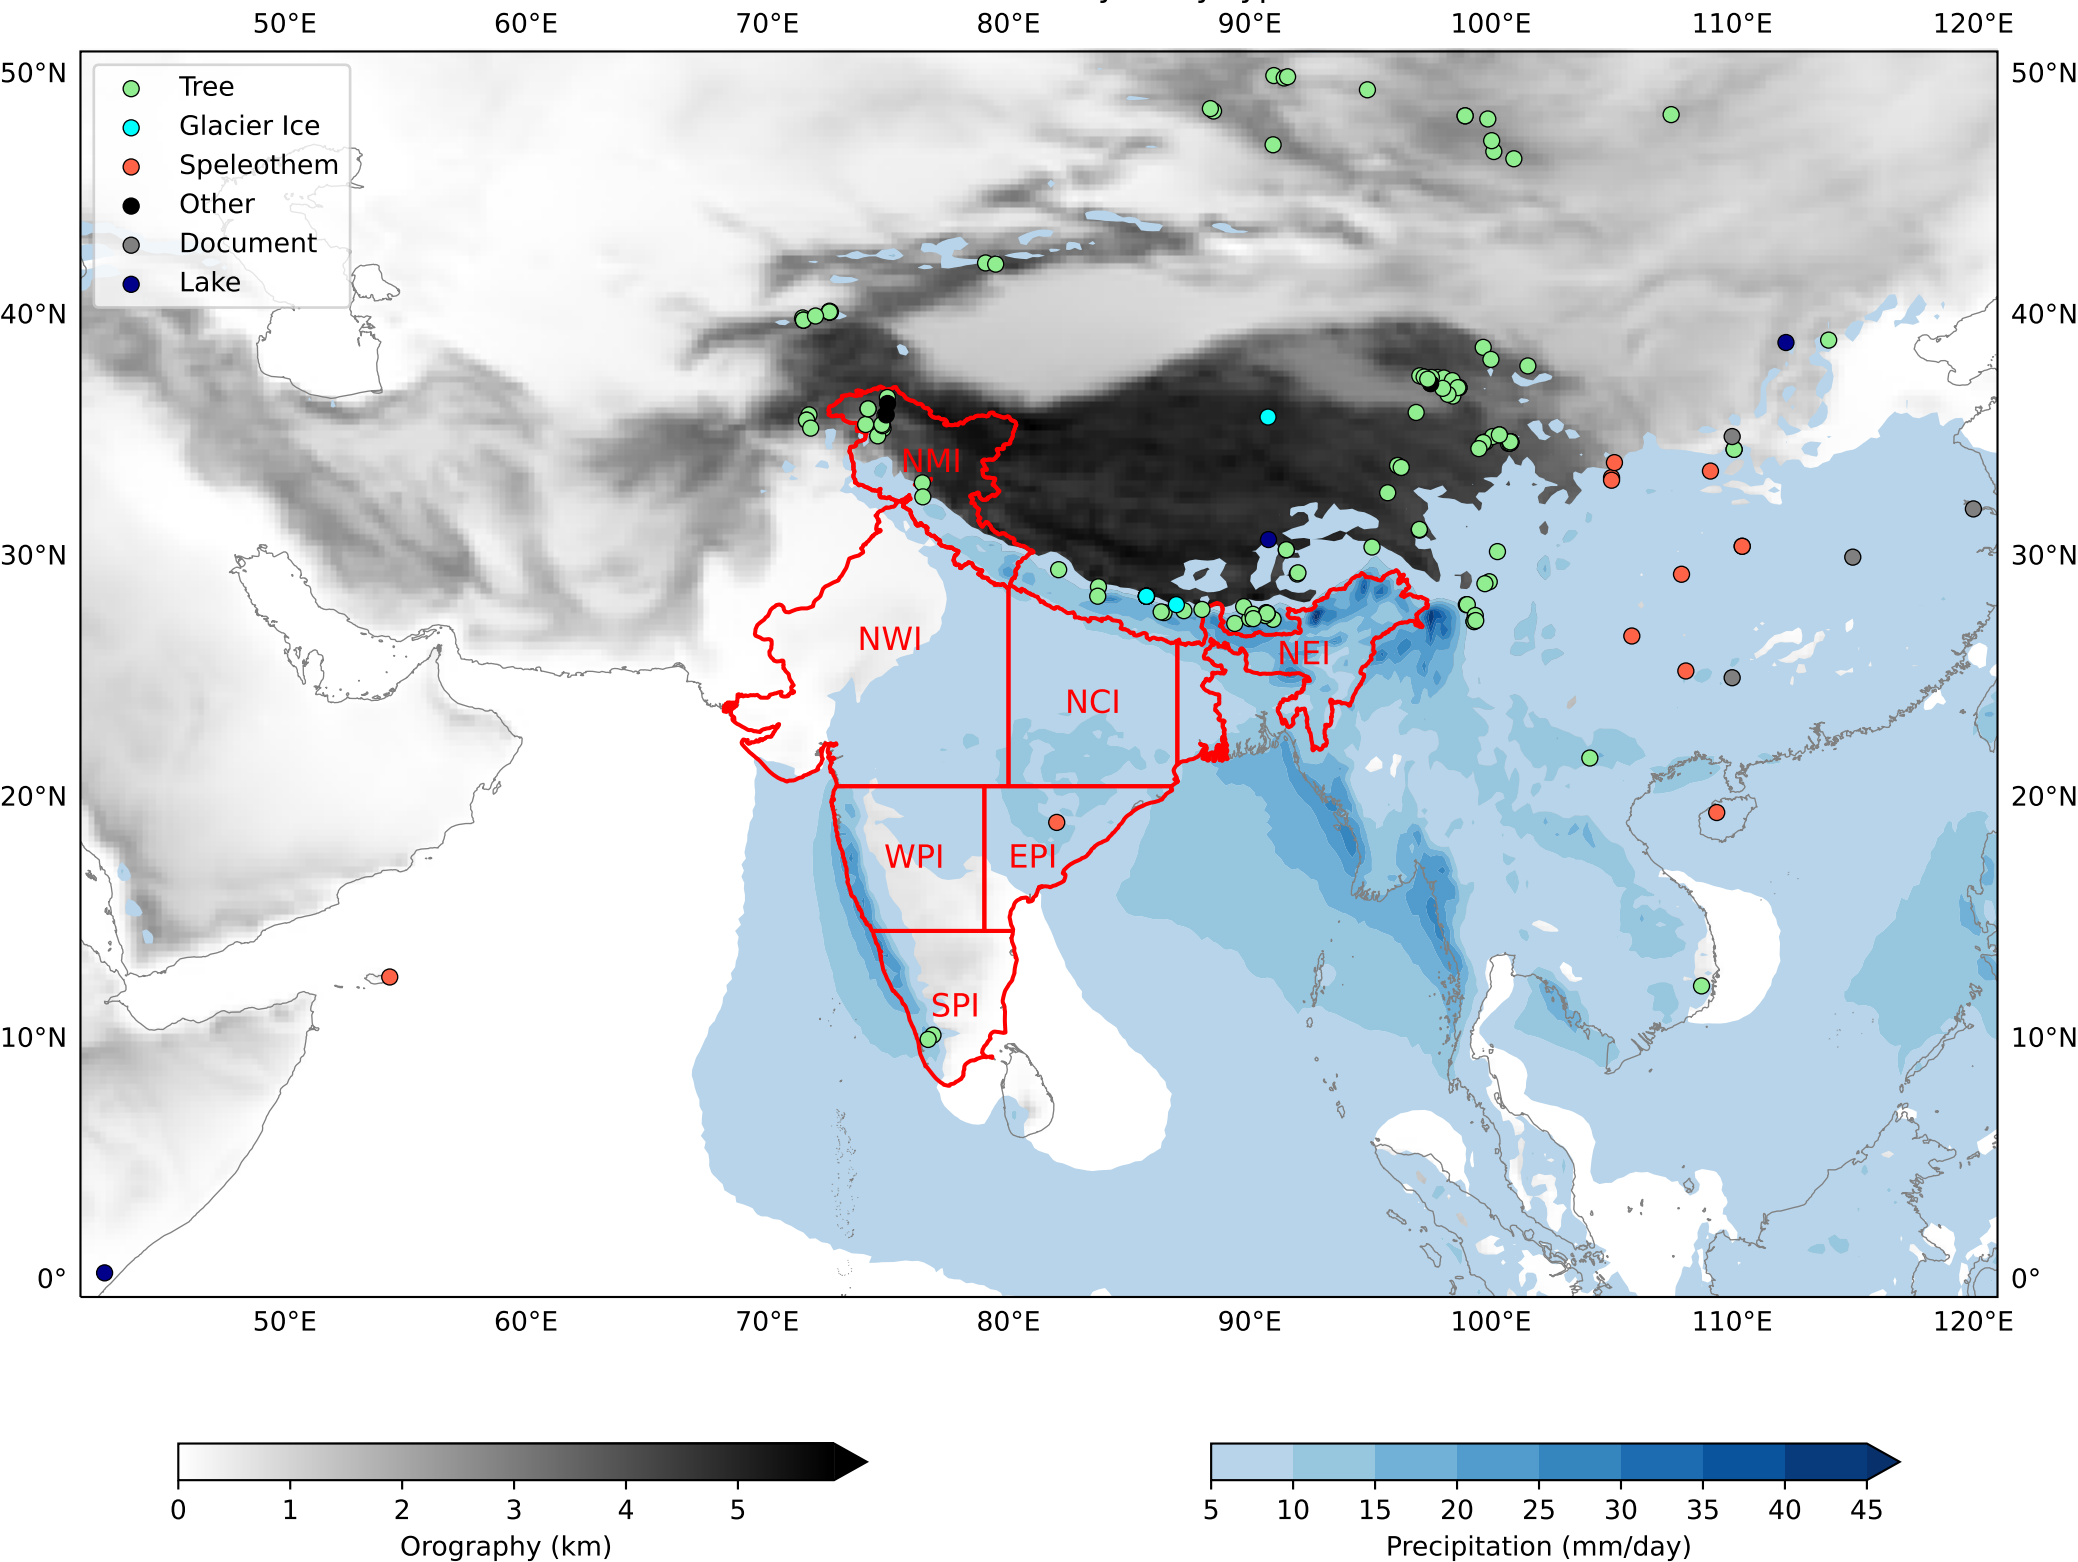 50°E 60°E 70°E 80°E 90°E 100°E 110°E 120°E
50°N 50°N
Tree
Glacier Ice
Speleothem
Other
Document
Lake
40°N 40°N
NMI
30°N 30°N
NWI
NEI
NCI
20°N 20°N
WPI EPI
SPI
10°N 10°N
0° 0°
50°E 60°E 70°E 80°E 90°E 100°E 110°E 120°E
0 1 2 3 4 5
Orography (km)
5 10 15 20 25 30 35 40 45
Precipitation (mm/day)